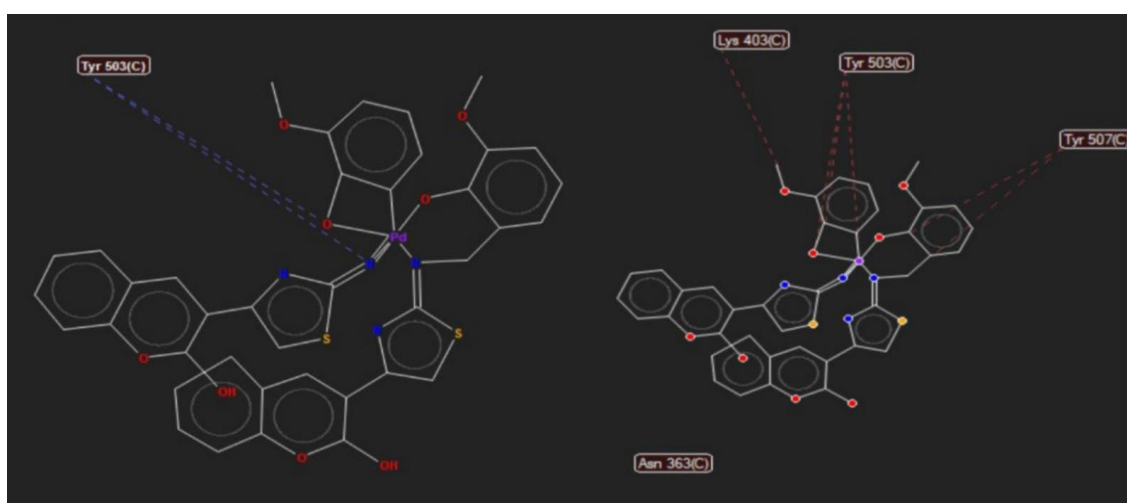 Tyr 503(C)
O
O
O
O
Pd
N
N
N
S
N
S
O
OH
O
OH
Lys 403(C)
Tyr 503(C)
Tyr 507(C)
Asn 363(C)